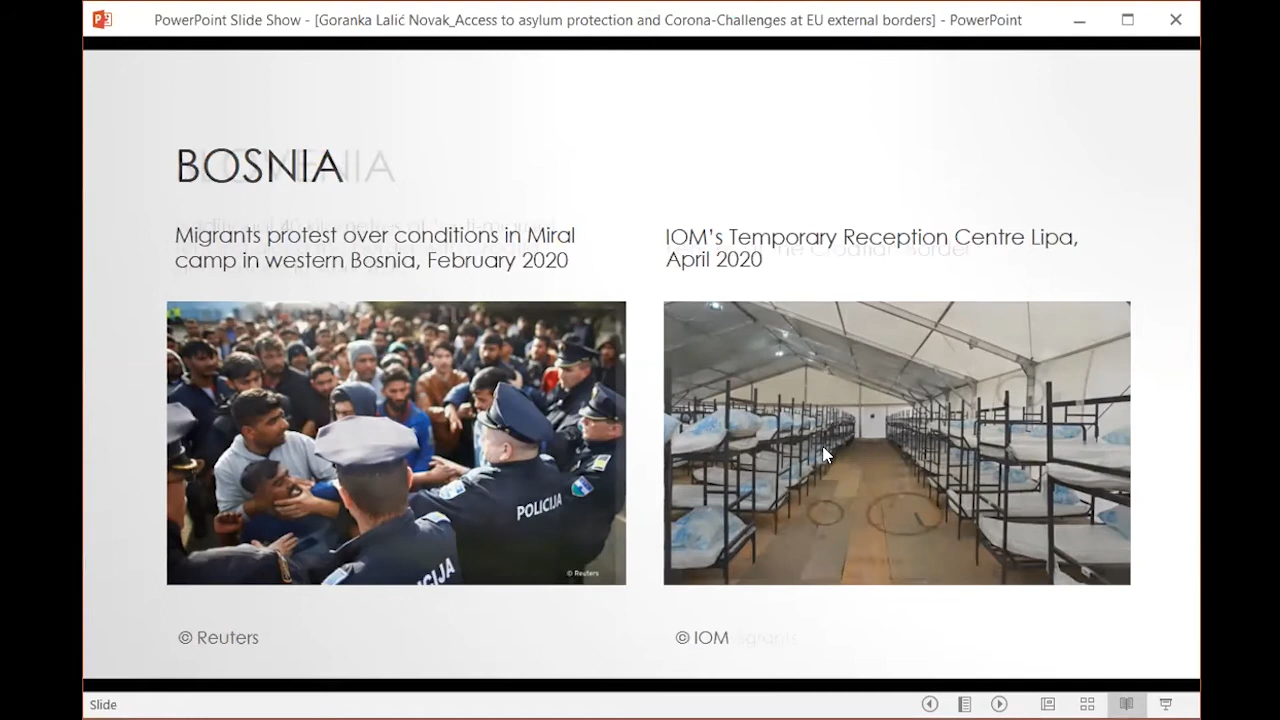 PowerPoint Slide Show - [Goranka Lalić Novak_Access to asylum protection and Corona-Challenges at EU external borders] - PowerPoint
BOSNIA
Migrants protest over conditions in Miral
camp in western Bosnia, February 2020
IOM's Temporary Reception Centre Lipa,
April 2020
POLICIJA
CIJA
© Reuters
© Reuters
© IOM
Slide